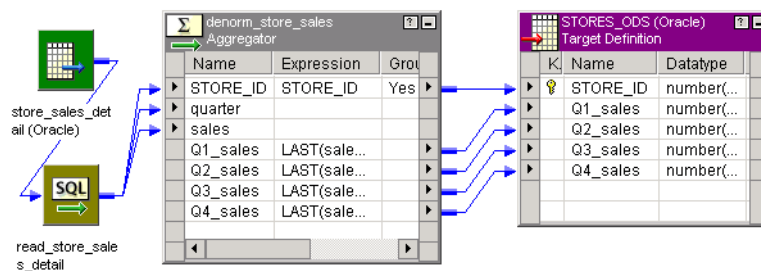 store_sales_det
ail (Oracle)
SQL
read_store_sale
s_detail
Σ denorm_store_sales
Aggregator
Name Expression Grou
STORE_ID STORE_ID Yes
quarter
sales
Q1_sales LAST(sale...
Q2_sales LAST(sale...
Q3_sales LAST(sale...
Q4_sales LAST(sale...
STORES_ODS (Oracle)
Target Definition
K. Name Datatype
STORE_ID number(...
Q1_sales number(...
Q2_sales number(...
Q3_sales number(...
Q4_sales number(...